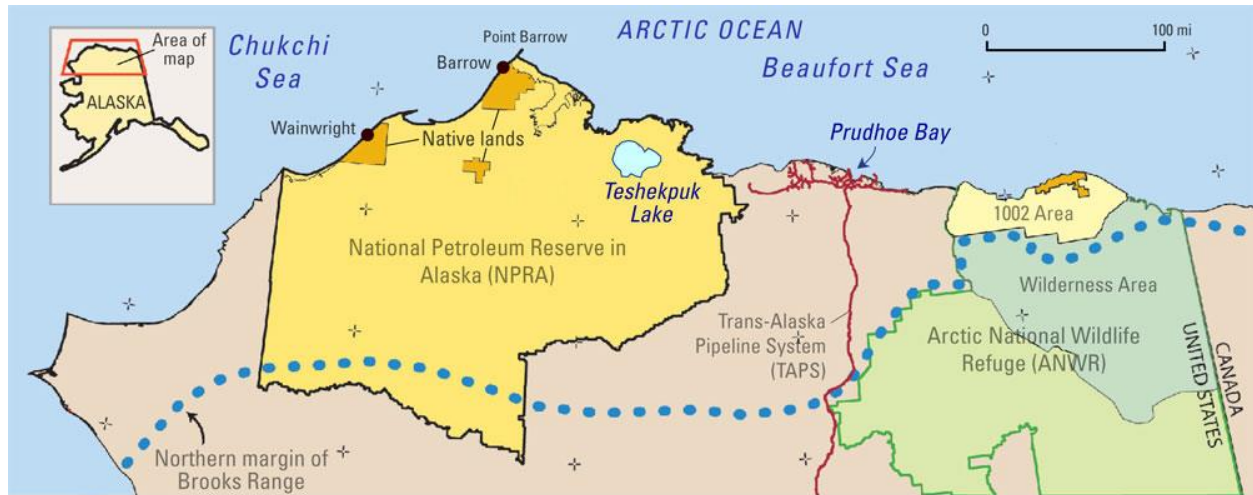 Area of
map
ALASKA
Chukchi
Sea
Point Barrow
Barrow
ARCTIC OCEAN
Beaufort Sea
0
100 mi
Wainwright
Native lands
Prudhoe Bay
Teshekpuk
Lake
1002 Area
National Petroleum Reserve in
Alaska (NPRA)
Wilderness Area
Trans-Alaska
Pipeline System
(TAPS)
Arctic National Wildlife
Refuge (ANWR)
CANADA
UNITED STATES
Northern margin of
Brooks Range